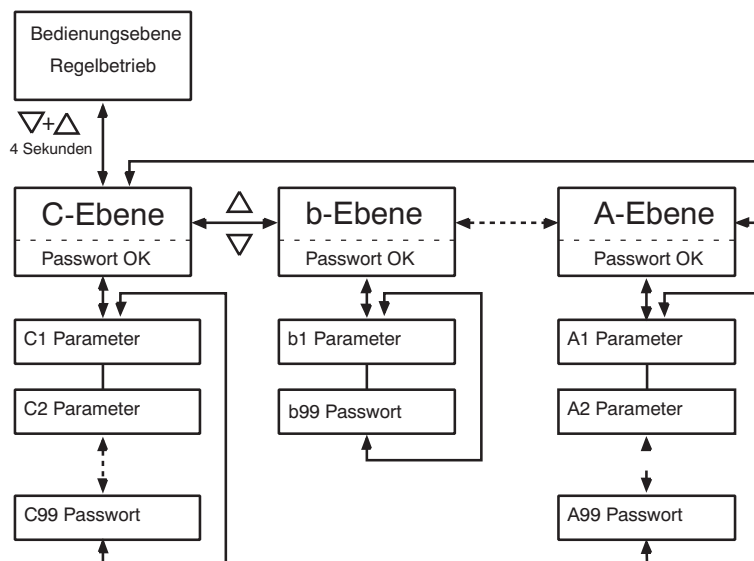 Bedienungsebene
Regelbetrieb
+
4 Sekunden
C-Ebene
Passwort OK
b-Ebene
Passwort OK
A-Ebene
Passwort OK
C1 Parameter
C2 Parameter
C99 Passwort
b1 Parameter
b99 Passwort
A1 Parameter
A2 Parameter
A99 Passwort